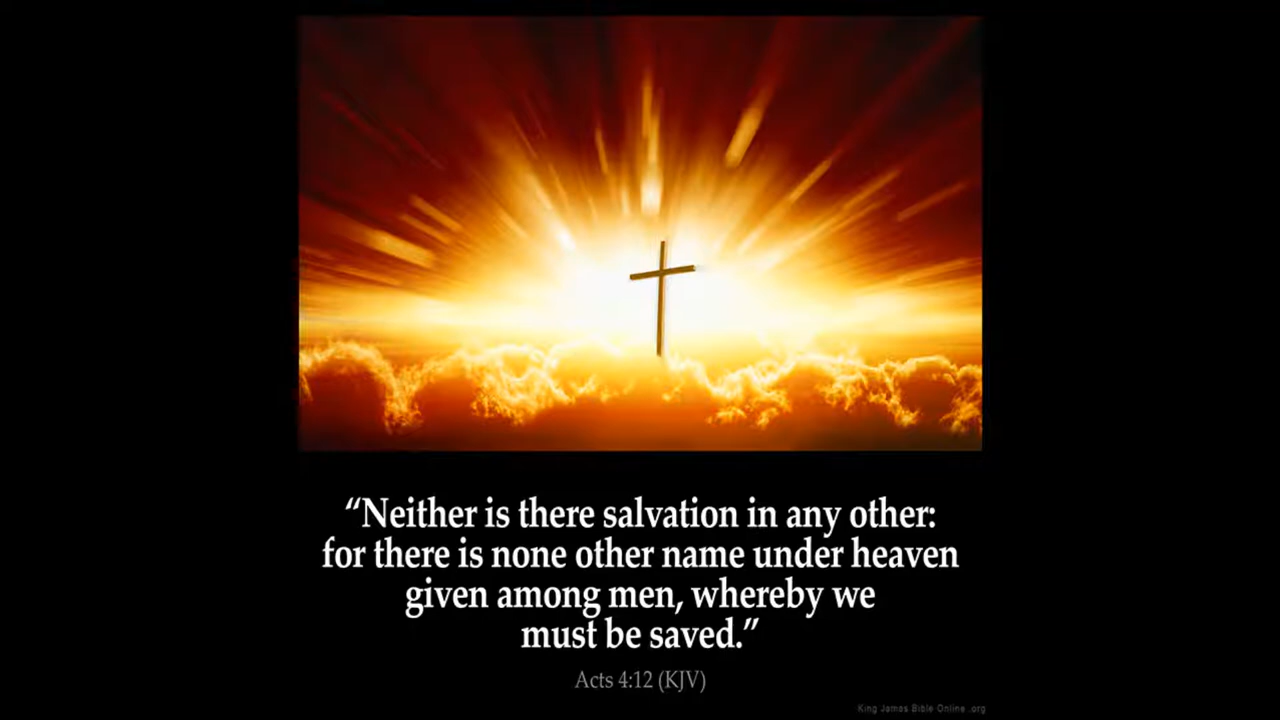 “Neither is there salvation in any other:
for there is none other name under heaven
given among men, whereby we
must be saved.”
Acts 4:12 (KJV)
King James Bible Online .org